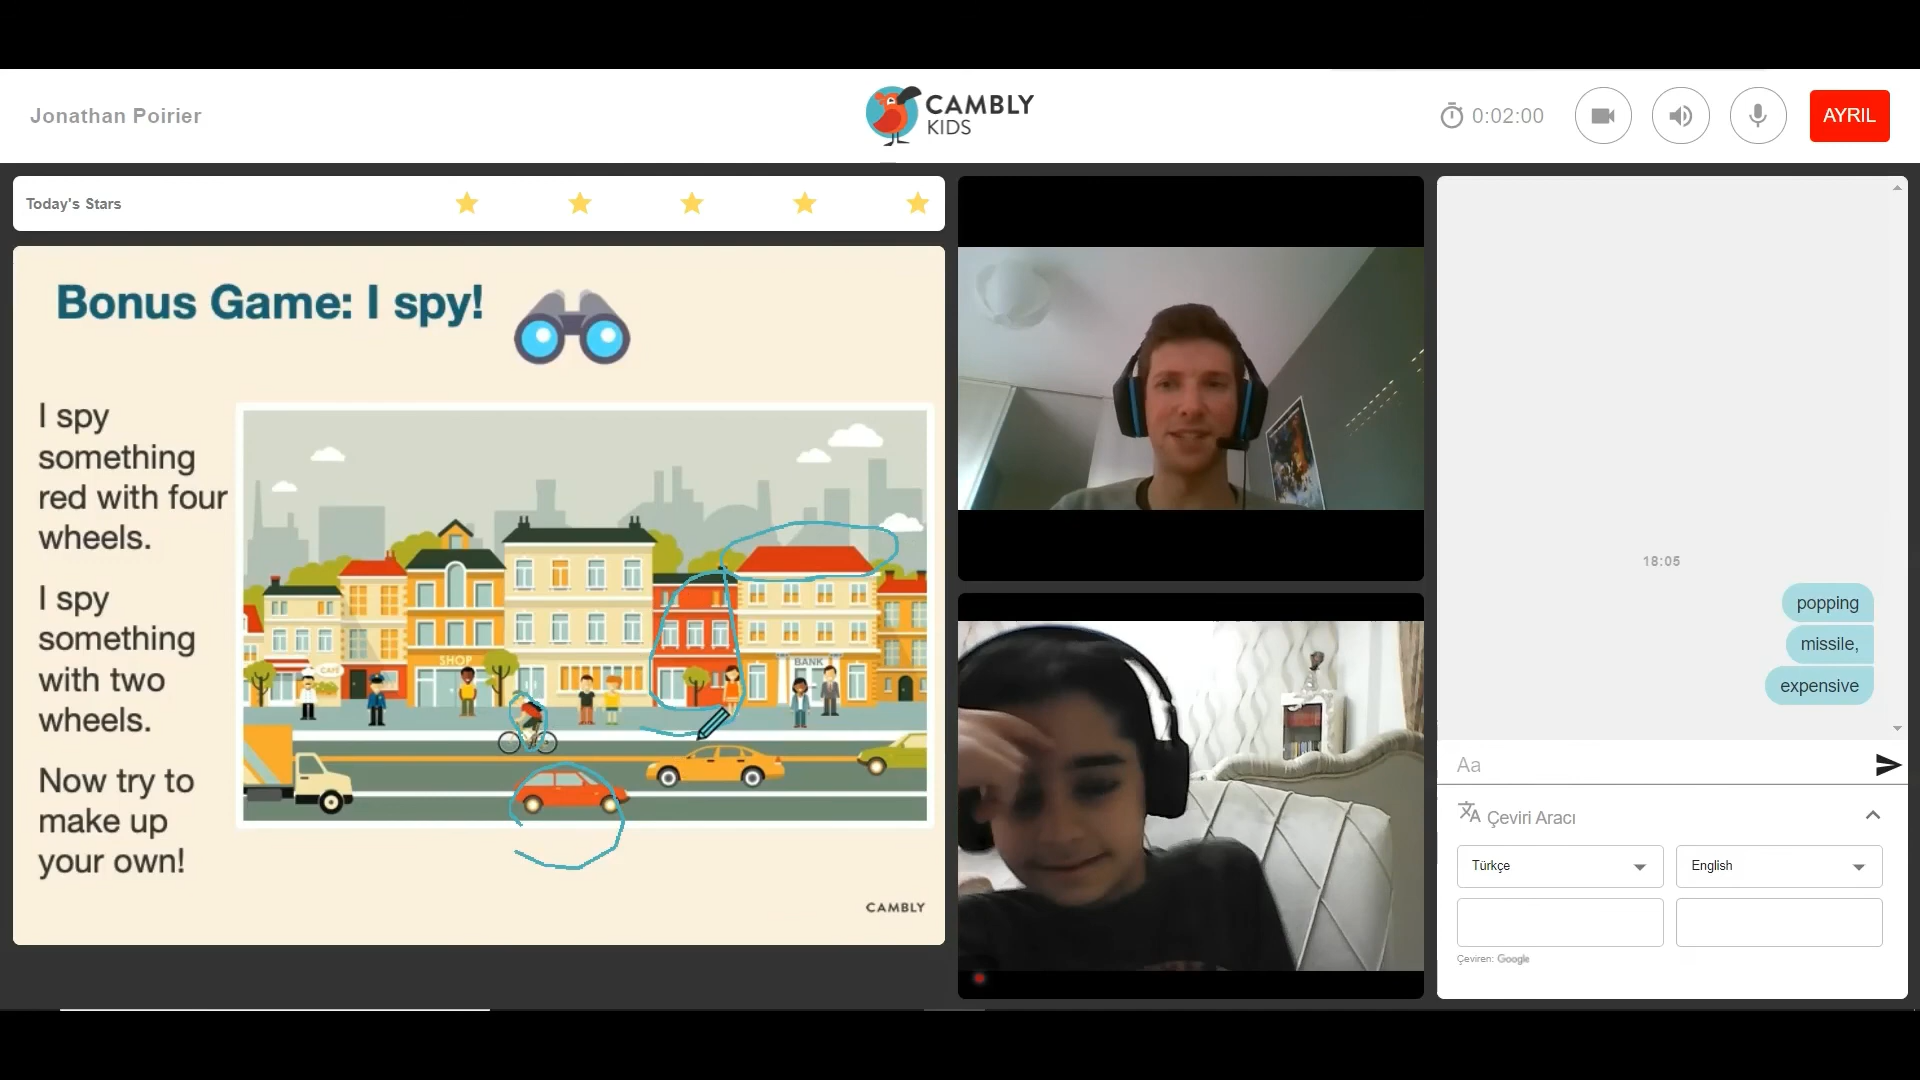 Jonathan Poirier
CAMBLY
KIDS
0:02:00
AYRIL
Today's Stars
Bonus Game: I spy!
I spy
something
red with four
wheels.
I spy
something
with two
wheels.
Now try to
make up
your own!
CAFE
SHOP
BANK
CAMBLY
18:05
popping
missile,
expensive
Aa
Çeviri Aracı
Türkçe
English
Çeviren: Google